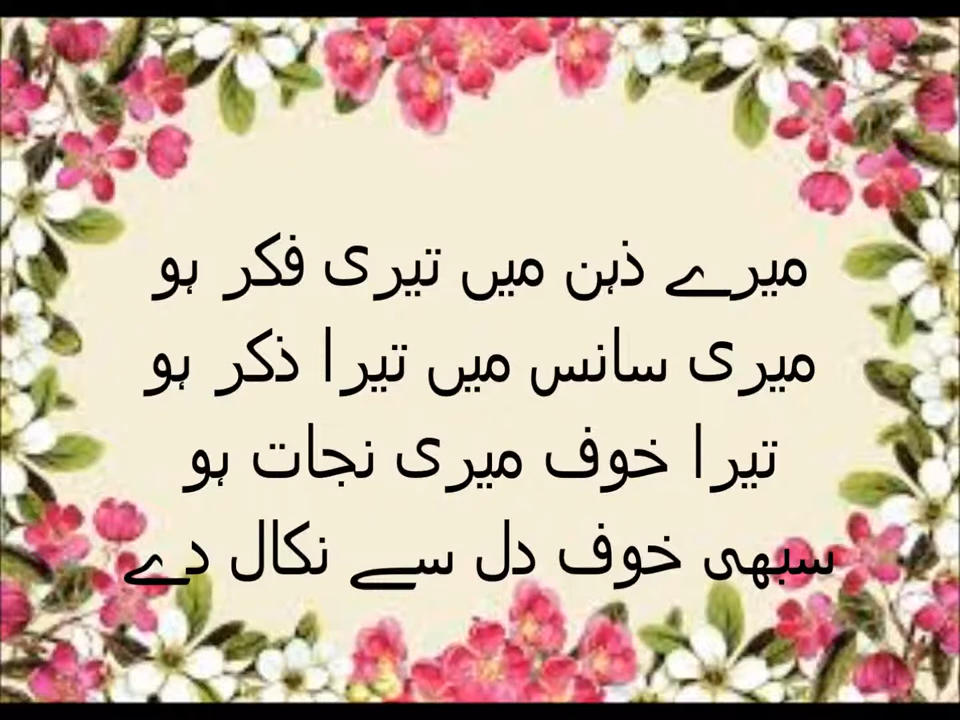 میرے ذہن میں تیری فکر ہو
میری سانس میں تیرا ذکر ہو
تیرا خوف میری نجات ہو
سبھی خوف دل سے نکال دے